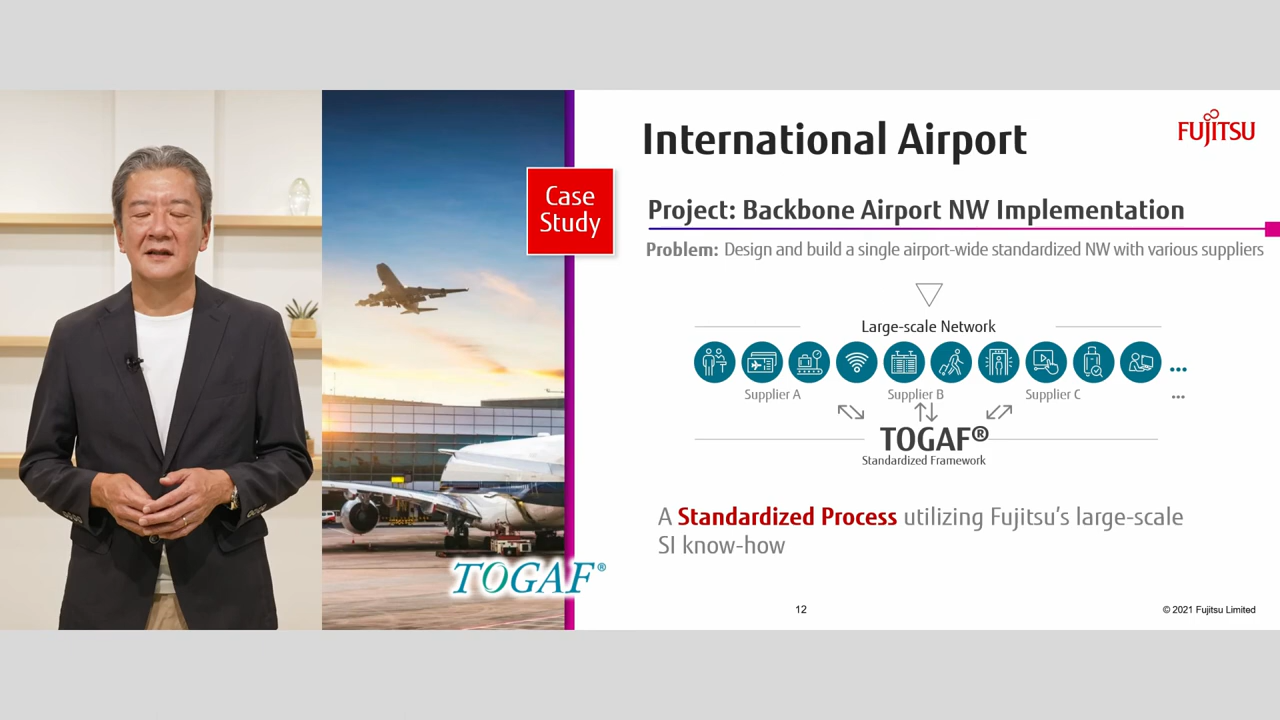 International Airport
FUJITSU
Case
Study
Project: Backbone Airport NW Implementation
Problem: Design and build a single airport-wide standardized NW with various suppliers
Large-scale Network
...
Supplier A
Supplier B
Supplier C
...
TOGAF®
Standardized Framework
A Standardized Process utilizing Fujitsu's large-scale
SI know-how
TOGAF®
12
© 2021 Fujitsu Limited